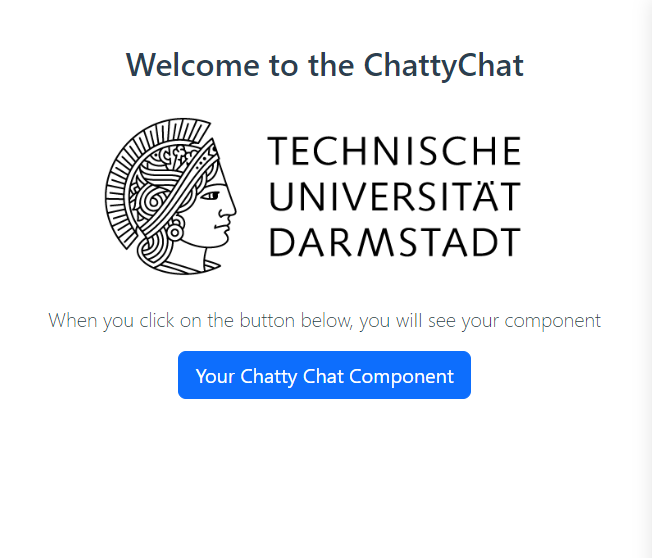 Welcome to the ChattyChat
TECHNISCHE
UNIVERSITÄT
DARMSTADT
When you click on the button below, you will see your component
Your Chatty Chat Component